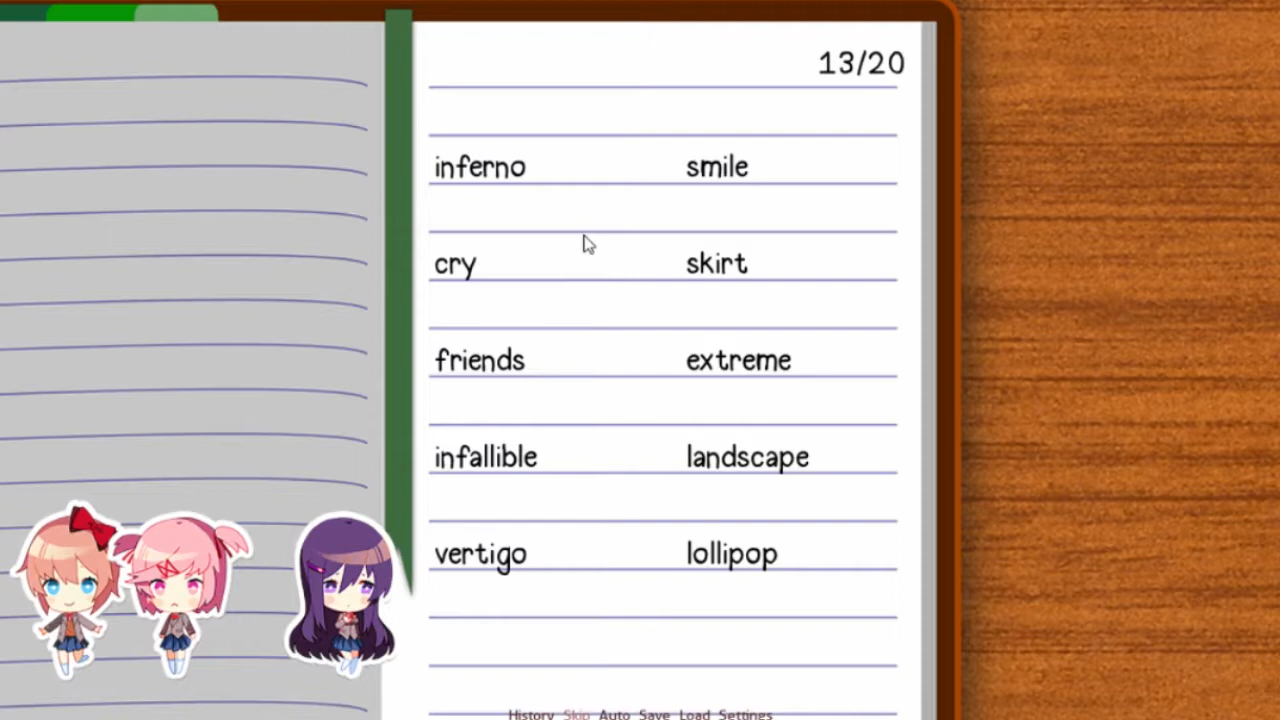 13/20
inferno smile
cry skirt
friends extreme
infallible landscape
vertigo lollipop
History Skip Auto Save Load Settings